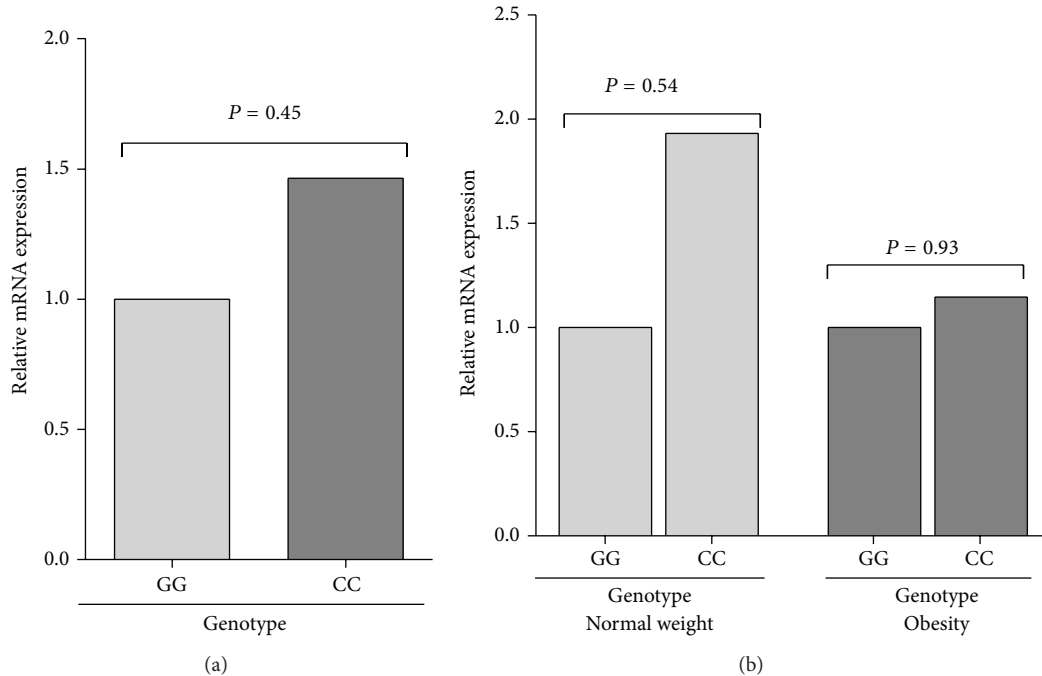 2.0
1.5
1.0
0.5
0.0
Relative mRNA expression
P = 0.45
GG CC
Genotype
(a)
2.5
2.0
1.5
1.0
0.5
0.0
Relative mRNA expression
P = 0.54
P = 0.93
GG CC GG CC
Genotype Genotype
Normal weight Obesity
(b)